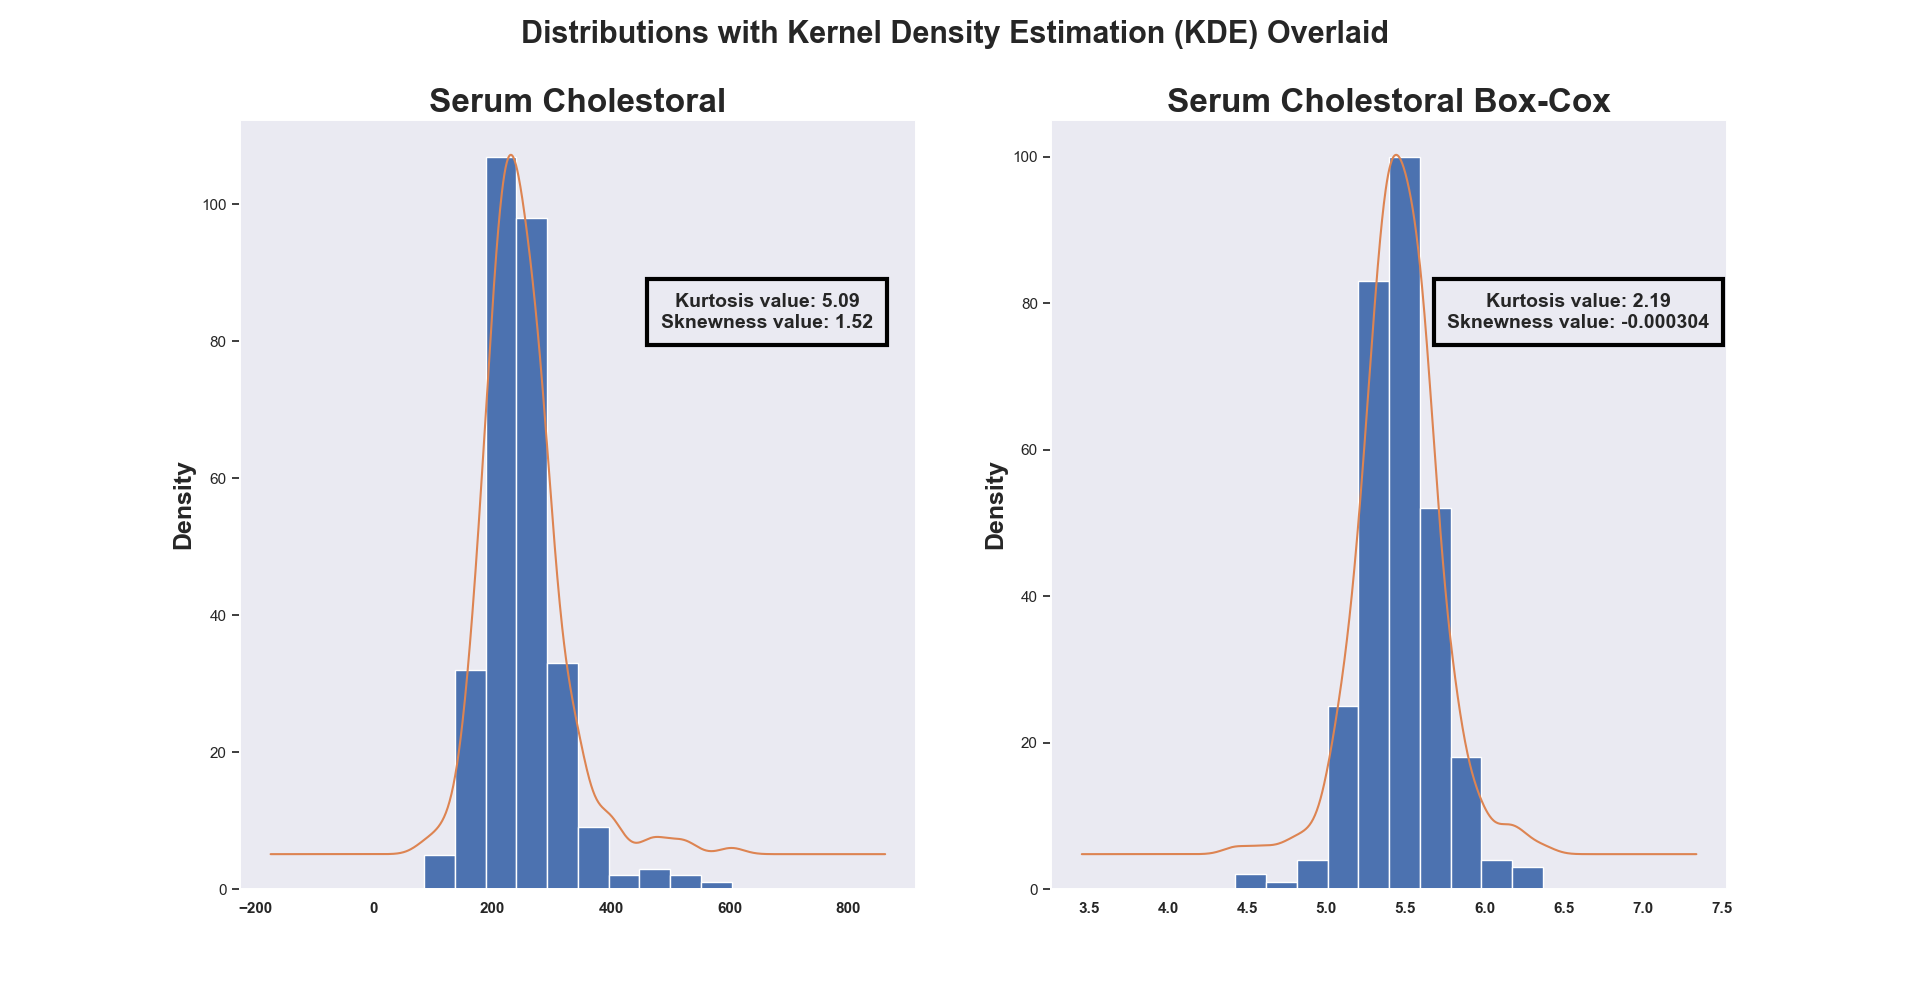 Distributions with Kernel Density Estimation (KDE) Overlaid
Serum Cholestoral
Density
100
80
60
40
20
0
Kurtosis value: 5.09
Sknewness value: 1.52
−200 0 200 400 600 800
Serum Cholestoral Box-Cox
Density
100
80
60
40
20
0
Kurtosis value: 2.19
Sknewness value: -0.000304
3.5 4.0 4.5 5.0 5.5 6.0 6.5 7.0 7.5